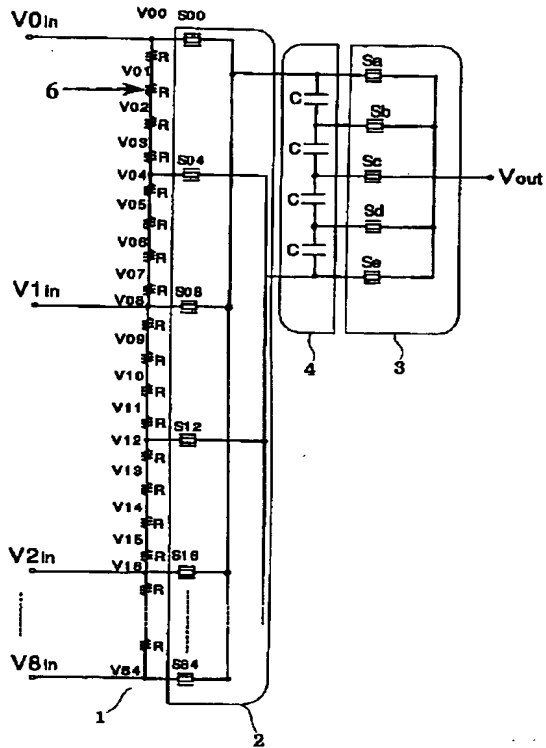 V0in
V00
S00
R
V01
6
R
V02
R
V03
R
V04
S04
R
V05
R
V06
R
V07
R
V1in
V08
S08
R
V09
R
V10
R
V11
R
V12
S12
R
V13
R
V14
R
V15
R
V2in
V16
S16
R
R
V8in
V64
S64
1
2
C
C
C
C
4
Sa
Sb
Sc
Sd
Se
3
Vout